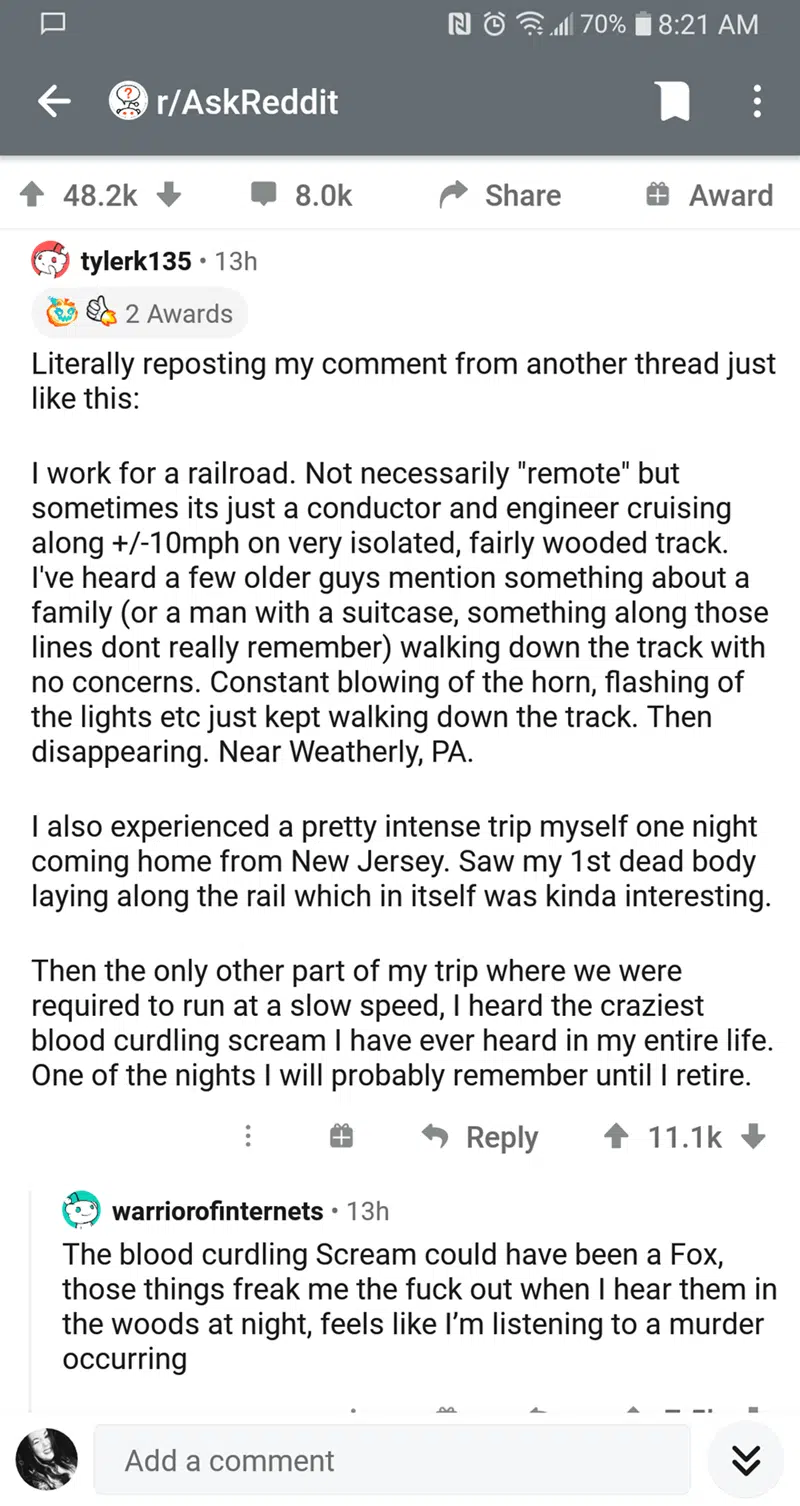 70% 8:21 AM
r/AskReddit
48.2k 8.0k Share Award
tylerk135 • 13h
2 Awards
Literally reposting my comment from another thread just
like this:
I work for a railroad. Not necessarily "remote" but
sometimes its just a conductor and engineer cruising
along +/-10mph on very isolated, fairly wooded track.
I've heard a few older guys mention something about a
family (or a man with a suitcase, something along those
lines dont really remember) walking down the track with
no concerns. Constant blowing of the horn, flashing of
the lights etc just kept walking down the track. Then
disappearing. Near Weatherly, PA.
I also experienced a pretty intense trip myself one night
coming home from New Jersey. Saw my 1st dead body
laying along the rail which in itself was kinda interesting.
Then the only other part of my trip where we were
required to run at a slow speed, I heard the craziest
blood curdling scream I have ever heard in my entire life.
One of the nights I will probably remember until I retire.
Reply 11.1k
warriorofinternets • 13h
The blood curdling Scream could have been a Fox,
those things freak me the fuck out when I hear them in
the woods at night, feels like I’m listening to a murder
occurring
Add a comment